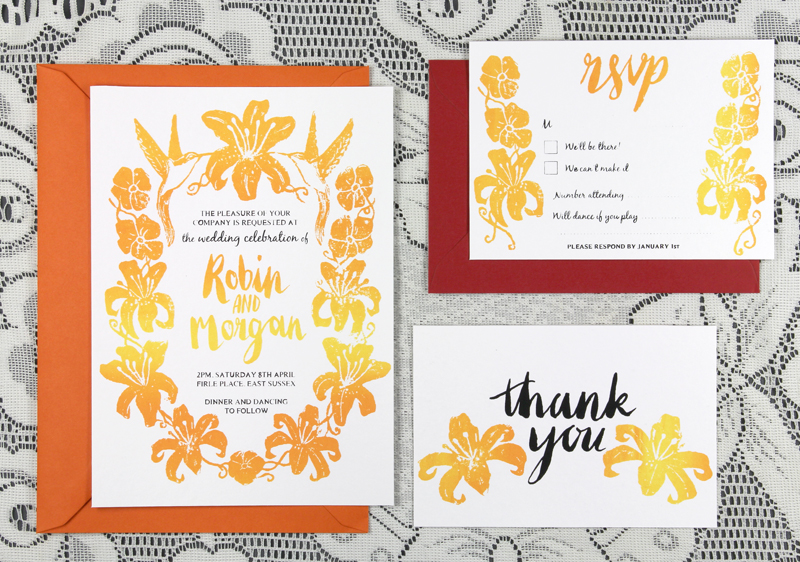 THE PLEASURE OF YOUR
COMPANY IS REQUESTED AT
the wedding celebration of
Robin
AND
Morgan
2PM, SATURDAY 8TH APRIL
FIRLE PLACE, EAST SUSSEX
DINNER AND DANCING
TO FOLLOW
rsvp
M
We'll be there!
We can't make it
Number attending
Will dance if you play
PLEASE RESPOND BY JANUARY 1ST
thank
you